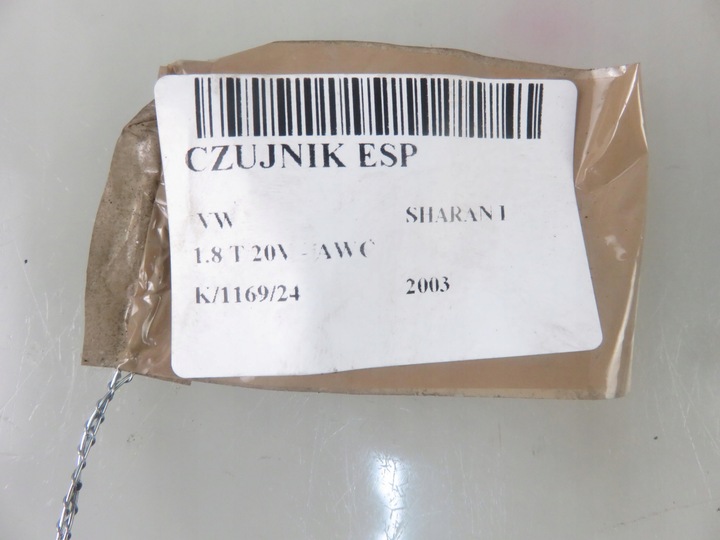 CZUJNIK ESP
VW SHARAN I
1.8 T 20V - AWC
K/1169/24 2003